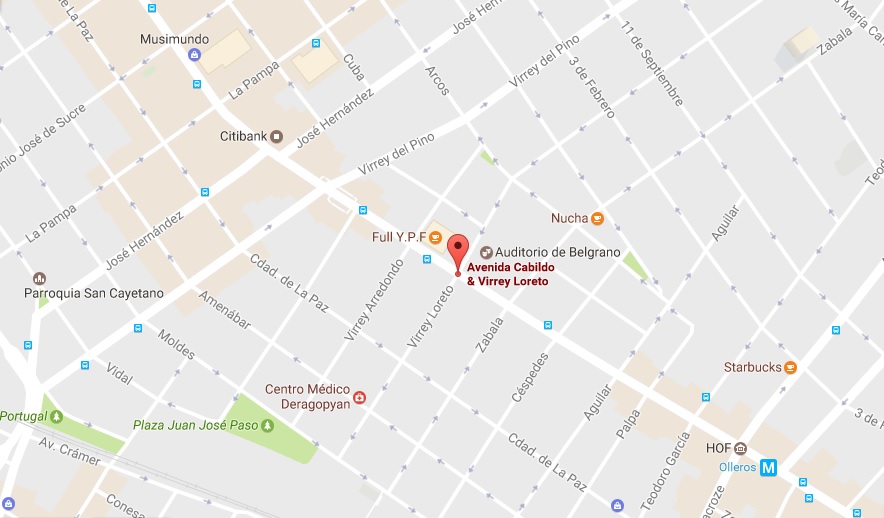 de La Paz
Musimundo
José Hernández
Cuba
La Pampa
Arcos
Virrey del Pino
11 de Septiembre
3 de Febrero
Zabala
José Hernández
Citibank
Virrey del Pino
nio José de Sucre
Teod
La Pampa
José Hernández
Nucha
Aguilar
Full Y.P.F
Auditorio de Belgrano
Avenida Cabildo
& Virrey Loreto
Parroquia San Cayetano
Cdad. de La Paz
Amenábar
Virrey Arredondo
Virrey Loreto
Zabala
Moldes
Vidal
Céspedes
Starbucks
Centro Médico
Deragopyan
Aguilar
Palpa
3 de
Portugal
Plaza Juan José Paso
Av. Crámer
Cdad. de La Paz
Teodoro García
HOF
Olleros
M
Conesa
acroze